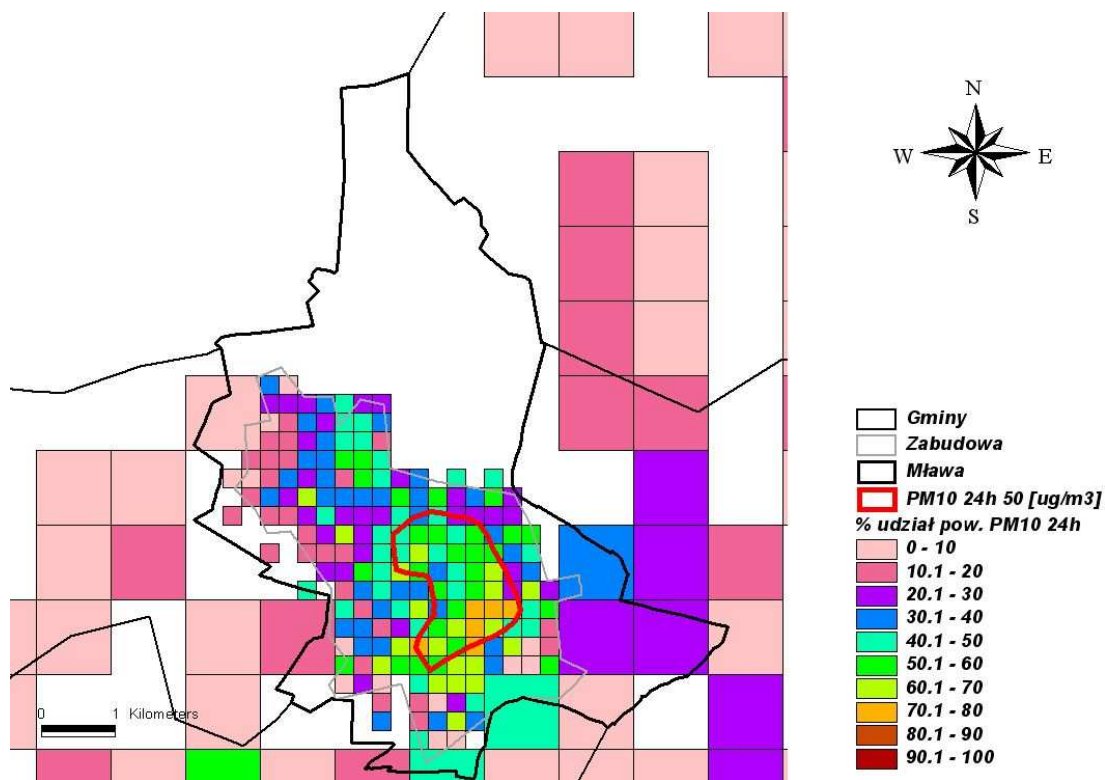 N
W E
S
Gminy
Zabudowa
Mława
PM10 24h 50 [ug/m3]
% udział pow. PM10 24h
0 - 10
10.1 - 20
20.1 - 30
30.1 - 40
40.1 - 50
50.1 - 60
60.1 - 70
70.1 - 80
80.1 - 90
90.1 - 100
0 1 Kilometers